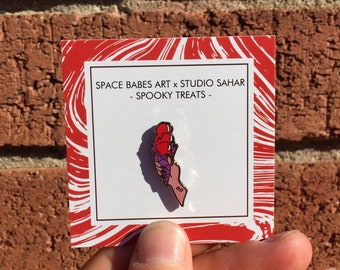 SPACE BABES ART x STUDIO SAHAR
- SPOOKY TREATS -